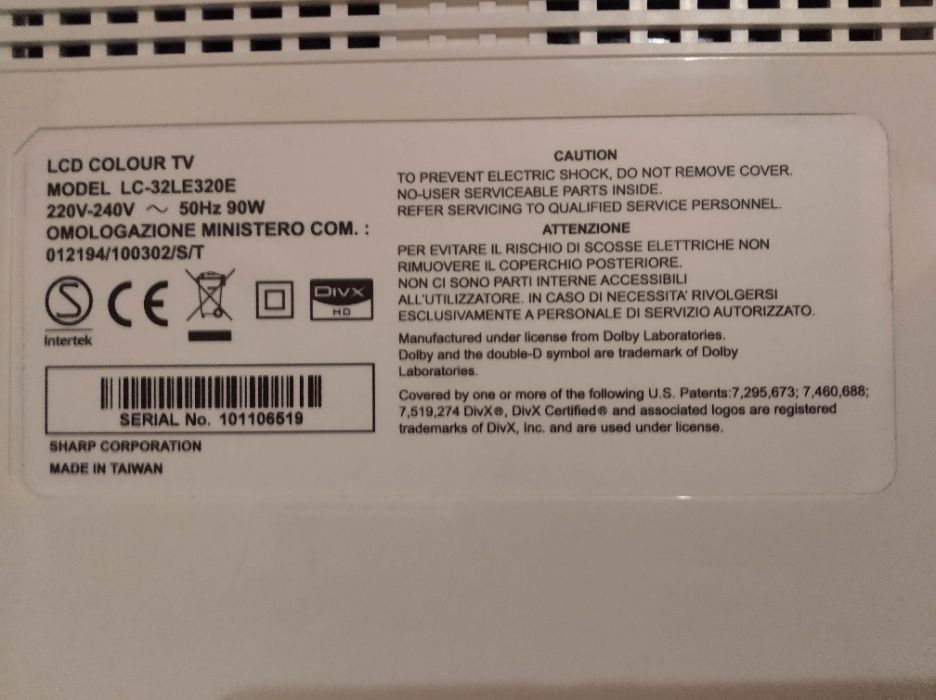 LCD COLOUR TV
MODEL LC-32LE320E
220V-240V ～ 50Hz 90W
OMOLOGAZIONE MINISTERO COM. :
012194/100302/S/T
S
Intertek
CE
DIVX
HD
SERIAL No. 101106519
SHARP CORPORATION
MADE IN TAIWAN
CAUTION
TO PREVENT ELECTRIC SHOCK, DO NOT REMOVE COVER.
NO-USER SERVICEABLE PARTS INSIDE.
REFER SERVICING TO QUALIFIED SERVICE PERSONNEL.
ATTENZIONE
PER EVITARE IL RISCHIO DI SCOSSE ELETTRICHE NON
RIMUOVERE IL COPERCHIO POSTERIORE.
NON CI SONO PARTI INTERNE ACCESSIBILI
ALL'UTILIZZATORE. IN CASO DI NECESSITA' RIVOLGERSI
ESCLUSIVAMENTE A PERSONALE DI SERVIZIO AUTORIZZATO.
Manufactured under license from Dolby Laboratories.
Dolby and the double-D symbol are trademark of Dolby
Laboratories.
Covered by one or more of the following U.S. Patents:7,295,673; 7,460,688;
7,519,274 DivX®, DivX Certified® and associated logos are registered
trademarks of DivX, Inc. and are used under license.